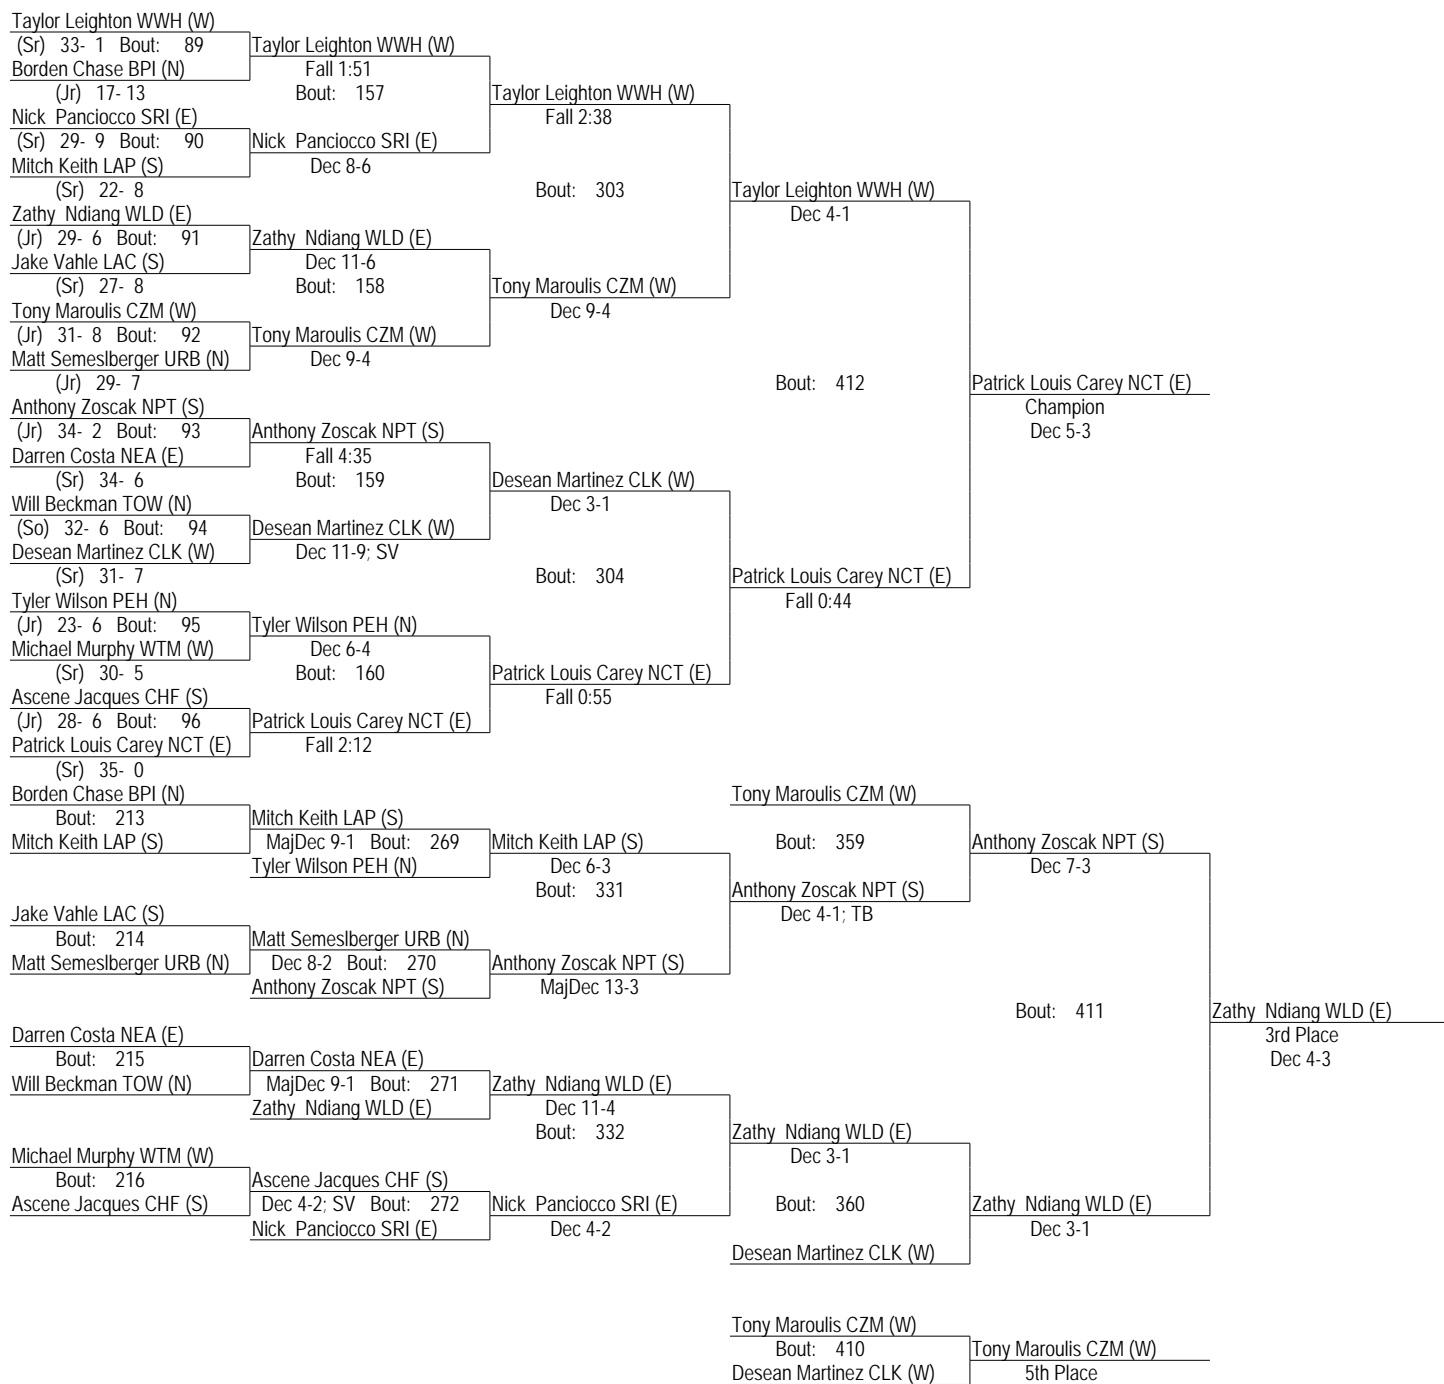 Taylor Leighton WWH (W)
(Sr) 33- 1 Bout: 89 Taylor Leighton WWH (W)
Borden Chase BPI (N) Fall 1:51
(Jr) 17- 13 Bout: 157 Taylor Leighton WWH (W)
Nick Panciocco SRI (E) Fall 2:38
(Sr) 29- 9 Bout: 90 Nick Panciocco SRI (E)
Mitch Keith LAP (S) Dec 8-6
(Sr) 22- 8 Bout: 303 Taylor Leighton WWH (W)
Zathy Ndiang WLD (E) Dec 4-1
(Jr) 29- 6 Bout: 91 Zathy Ndiang WLD (E)
Jake Vahle LAC (S) Dec 11-6
(Sr) 27- 8 Bout: 158 Tony Maroulis CZM (W)
Tony Maroulis CZM (W) Dec 9-4
(Jr) 31- 8 Bout: 92 Tony Maroulis CZM (W)
Matt Semeslberger URB (N) Dec 9-4
(Jr) 29- 7 Bout: 412 Patrick Louis Carey NCT (E)
Anthony Zoscak NPT (S) Champion
(Jr) 34- 2 Bout: 93 Anthony Zoscak NPT (S) Dec 5-3
Darren Costa NEA (E) Fall 4:35
(Sr) 34- 6 Bout: 159 Desean Martinez CLK (W)
Will Beckman TOW (N) Dec 3-1
(So) 32- 6 Bout: 94 Desean Martinez CLK (W)
Desean Martinez CLK (W) Dec 11-9; SV
(Sr) 31- 7 Bout: 304 Patrick Louis Carey NCT (E)
Tyler Wilson PEH (N) Fall 0:44
(Jr) 23- 6 Bout: 95 Tyler Wilson PEH (N)
Michael Murphy WTM (W) Dec 6-4
(Sr) 30- 5 Bout: 160 Patrick Louis Carey NCT (E)
Ascene Jacques CHF (S) Fall 0:55
(Jr) 28- 6 Bout: 96 Patrick Louis Carey NCT (E)
Patrick Louis Carey NCT (E) Fall 2:12
(Sr) 35- 0
Borden Chase BPI (N) Tony Maroulis CZM (W)
Bout: 213 Mitch Keith LAP (S)
Mitch Keith LAP (S) MajDec 9-1 Bout: 269 Mitch Keith LAP (S) Bout: 359 Anthony Zoscak NPT (S)
Tyler Wilson PEH (N) Dec 6-3 Dec 7-3
Bout: 331 Anthony Zoscak NPT (S)
Jake Vahle LAC (S) Dec 4-1; TB
Bout: 214 Matt Semeslberger URB (N)
Matt Semeslberger URB (N) Dec 8-2 Bout: 270 Anthony Zoscak NPT (S)
Anthony Zoscak NPT (S) MajDec 13-3
Bout: 411 Zathy Ndiang WLD (E)
Darren Costa NEA (E) 3rd Place
Bout: 215 Darren Costa NEA (E) Dec 4-3
Will Beckman TOW (N) MajDec 9-1 Bout: 271 Zathy Ndiang WLD (E)
Zathy Ndiang WLD (E) Dec 11-4
Bout: 332 Zathy Ndiang WLD (E)
Michael Murphy WTM (W) Dec 3-1
Bout: 216 Ascene Jacques CHF (S)
Ascene Jacques CHF (S) Dec 4-2; SV Bout: 272 Nick Panciocco SRI (E) Bout: 360 Zathy Ndiang WLD (E)
Nick Panciocco SRI (E) Dec 4-2 Dec 3-1
Desean Martinez CLK (W)
Tony Maroulis CZM (W)
Bout: 410 Tony Maroulis CZM (W)
Desean Martinez CLK (W) 5th Place